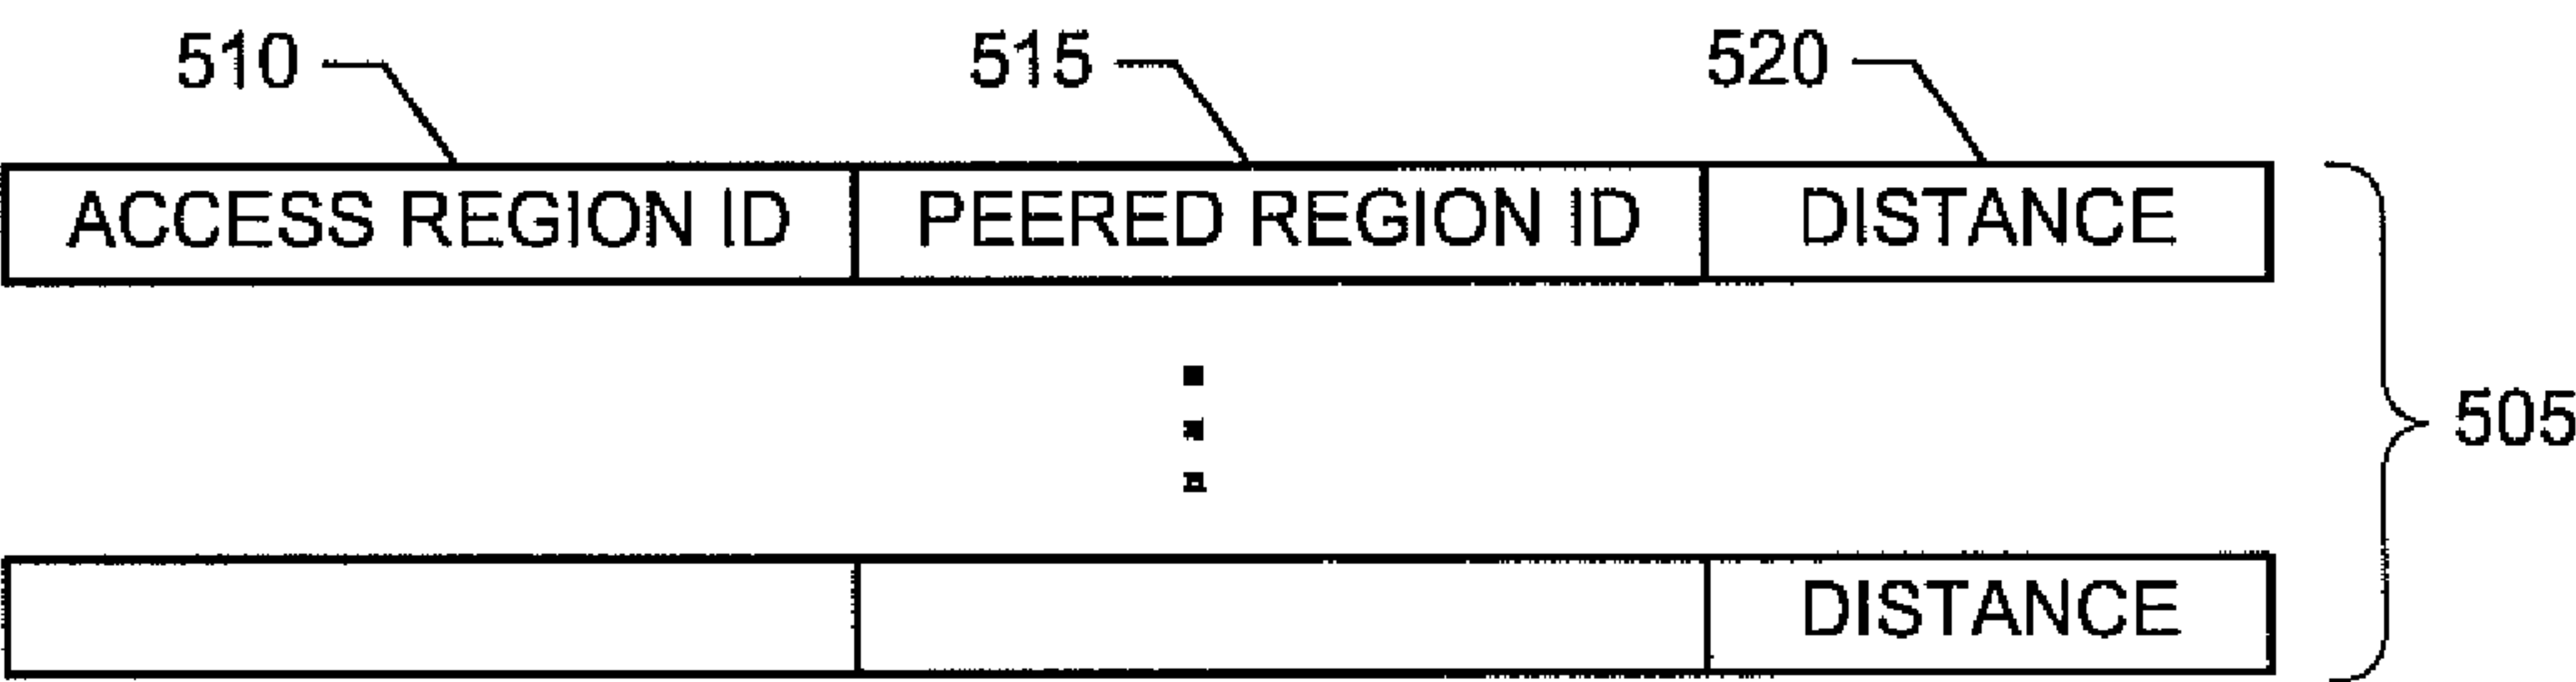 510 515 520
ACCESS REGION ID PEERED REGION ID DISTANCE
505
DISTANCE